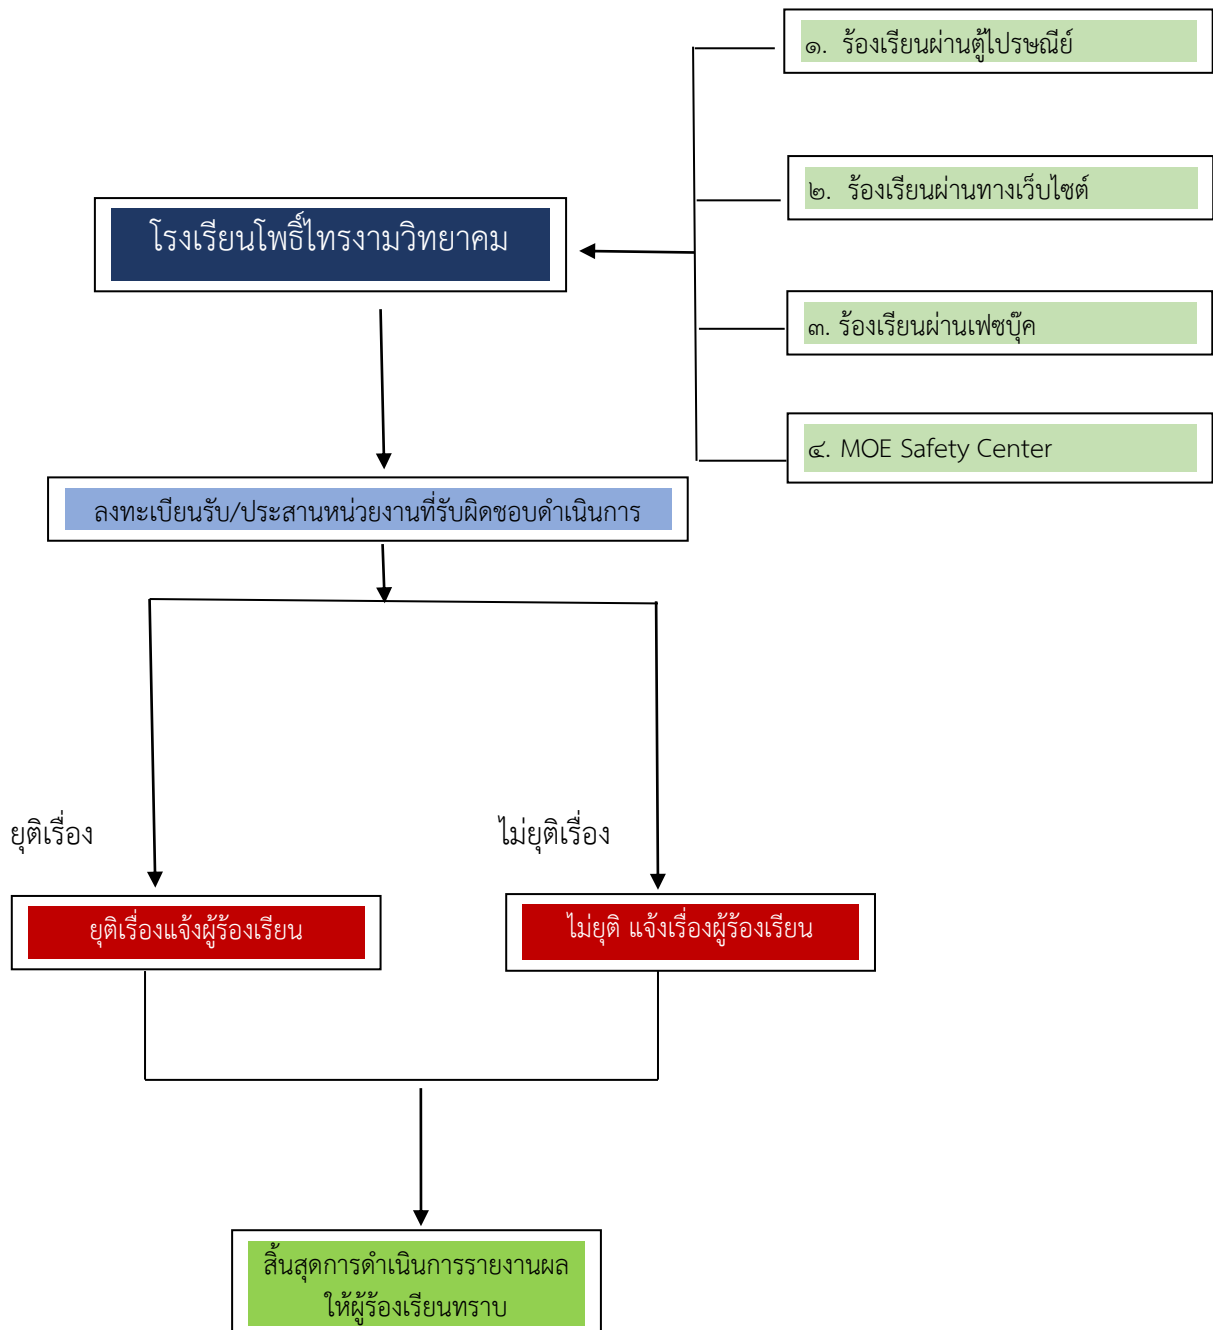 ๑. ร้องเรียนผ่านตู้ไปรษณีย์
๒. ร้องเรียนผ่านทางเว็บไซต์
โรงเรียนโพธิ์ไทรงามวิทยาคม
๓. ร้องเรียนผ่านเฟซบุ๊ค
๔. MOE Safety Center
ลงทะเบียนรับ/ประสานหน่วยงานที่รับผิดชอบดำเนินการ
ยุติเรื่อง
ไม่ยุติเรื่อง
ยุติเรื่องแจ้งผู้ร้องเรียน
ไม่ยุติ แจ้งเรื่องผู้ร้องเรียน
สิ้นสุดการดำเนินการรายงานผล
ให้ผู้ร้องเรียนทราบ